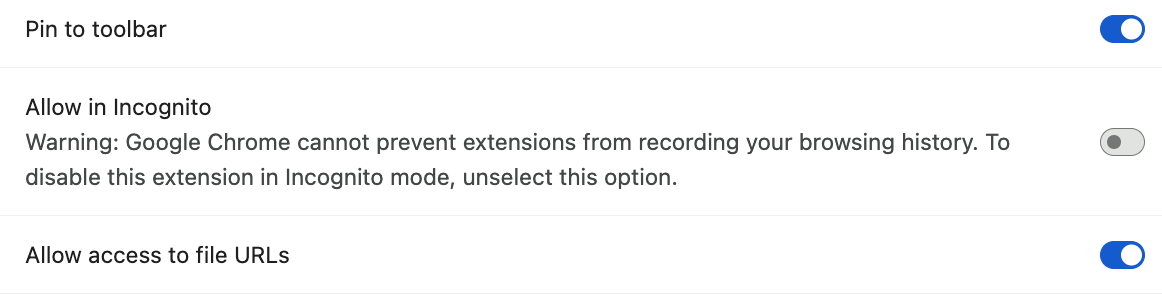 Pin to toolbar
Allow in Incognito
Warning: Google Chrome cannot prevent extensions from recording your browsing history. To
disable this extension in Incognito mode, unselect this option.
Allow access to file URLs